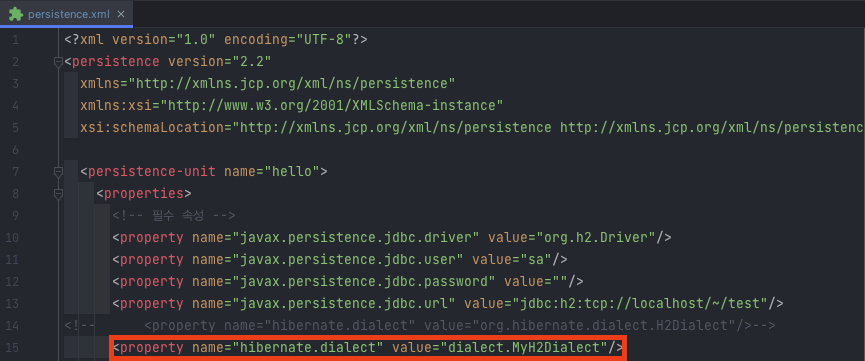 persistence.xml
1 <?xml version="1.0" encoding="UTF-8"?>
2 <persistence version="2.2"
3 xmlns="http://xmlns.jcp.org/xml/ns/persistence"
4 xmlns:xsi="http://www.w3.org/2001/XMLSchema-instance"
5 xsi:schemaLocation="http://xmlns.jcp.org/xml/ns/persistence http://xmlns.jcp.org/xml/ns/persistenc
6
7 <persistence-unit name="hello">
8 <properties>
9 <!-- 필수 속성 -->
10 <property name="javax.persistence.jdbc.driver" value="org.h2.Driver"/>
11 <property name="javax.persistence.jdbc.user" value="sa"/>
12 <property name="javax.persistence.jdbc.password" value=""/>
13 <property name="javax.persistence.jdbc.url" value="jdbc:h2:tcp://localhost/~/test"/>
14 <!-- <property name="hibernate.dialect" value="org.hibernate.dialect.H2Dialect"/>-->
15 <property name="hibernate.dialect" value="dialect.MyH2Dialect"/>